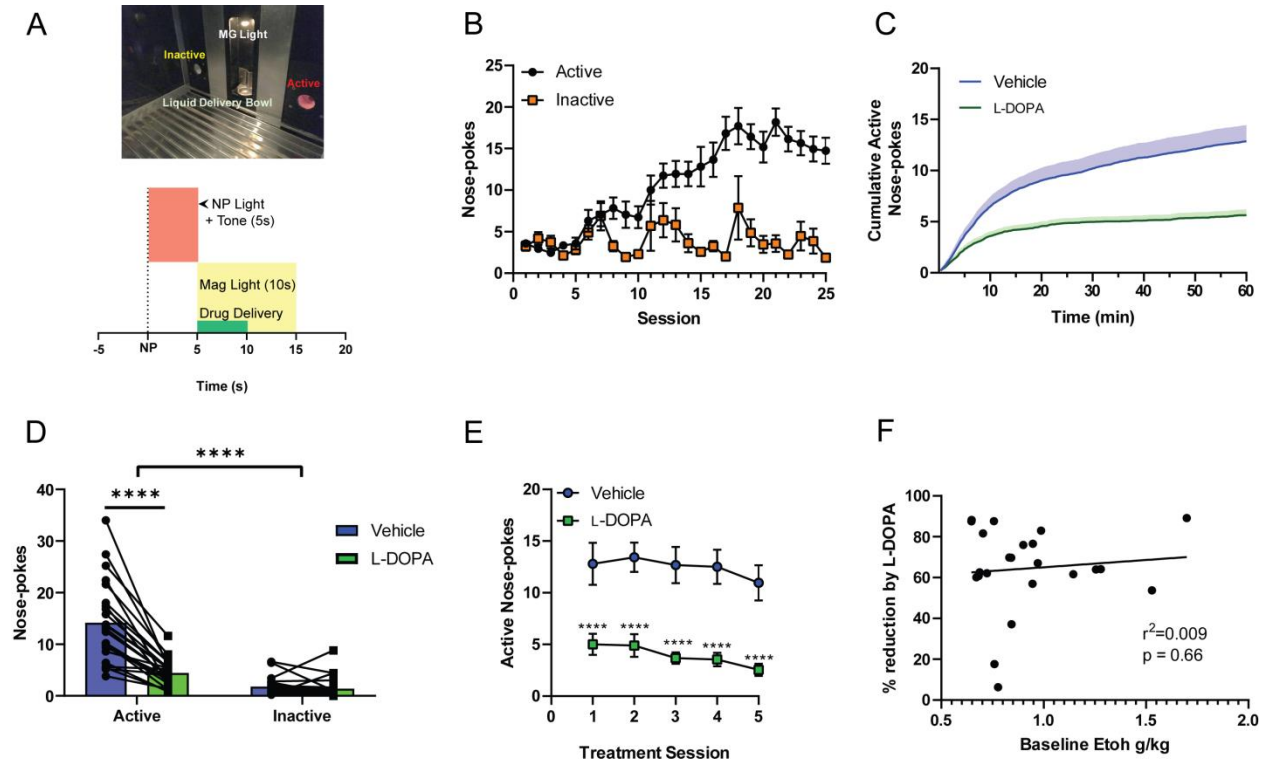 A
MG Light
Inactive
Active
Liquid Delivery Bowl
NP Light
+ Tone (5s)
Mag Light (10s)
Drug Delivery
-5 NP 5 10 15 20
Time (s)
B
Nose-pokes
25
20
15
10
5
0
Active
Inactive
0 5 10 15 20 25
Session
C
Cumulative Active
Nose-pokes
20
15
10
5
0
Vehicle
L-DOPA
10 20 30 40 50 60
Time (min)
D
Nose-pokes
40
30
20
10
0
****
****
Vehicle
L-DOPA
Active Inactive
E
Active Nose-pokes
20
15
10
5
0
Vehicle
L-DOPA
**** **** **** **** ****
0 1 2 3 4 5
Treatment Session
F
% reduction by L-DOPA
100
80
60
40
20
0
r²=0.009
p = 0.66
0.5 1.0 1.5 2.0
Baseline Etoh g/kg